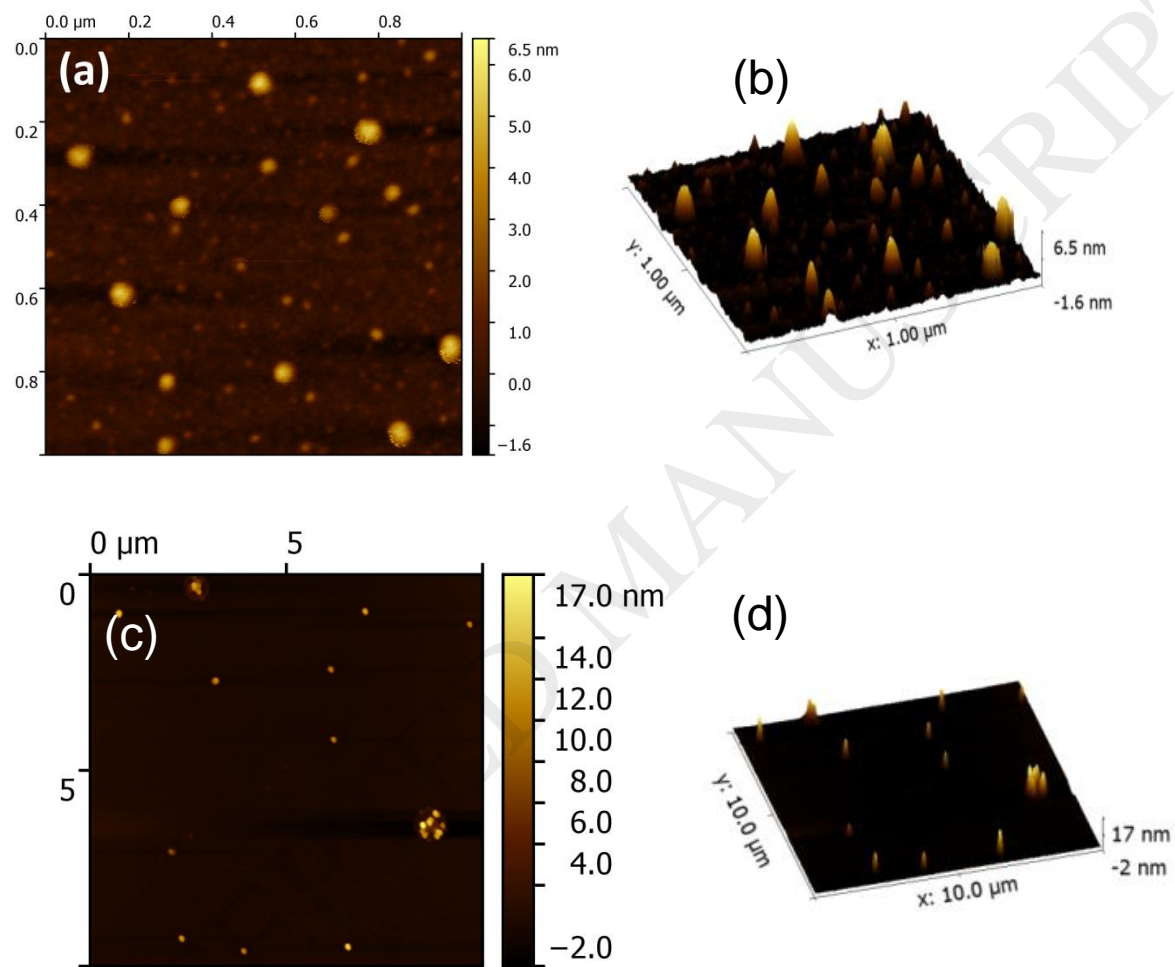 0.0 µm 0.2 0.4 0.6 0.8
0.0
0.2
0.4
0.6
0.8
(a)
6.5 nm
6.0
5.0
4.0
3.0
2.0
1.0
0.0
−1.6
(b)
y: 1.00 µm
x: 1.00 µm
6.5 nm
-1.6 nm
0 µm 5
0
5
(c)
17.0 nm
14.0
12.0
10.0
8.0
6.0
4.0
−2.0
(d)
y: 10.0 µm
x: 10.0 µm
17 nm
-2 nm
MANUSCRIPT